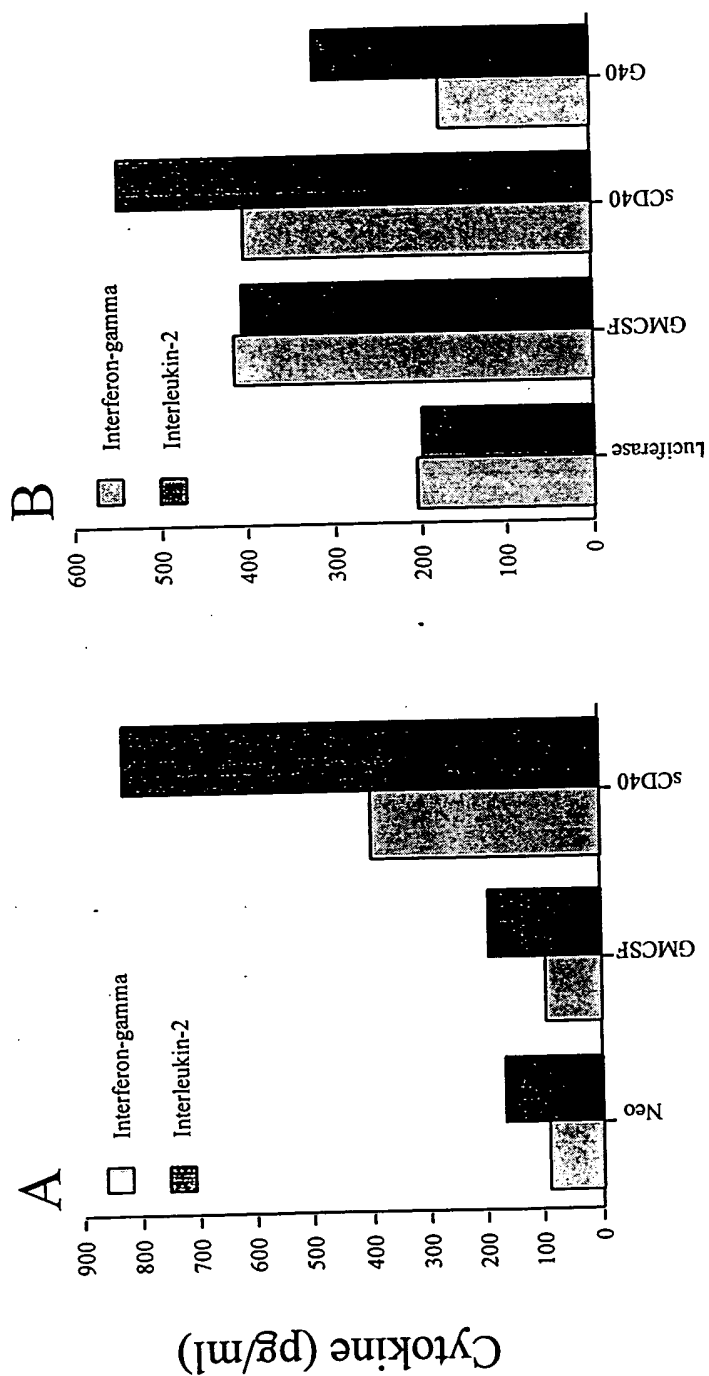 A
Cytokine (pg/ml)
900
800
700
600
500
400
300
200
100
0
Interferon-gamma
Interleukin-2
Neo
GMCSF
sCD40
B
600
500
400
300
200
100
0
Interferon-gamma
Interleukin-2
Luciferase
GMCSF
sCD40
G40